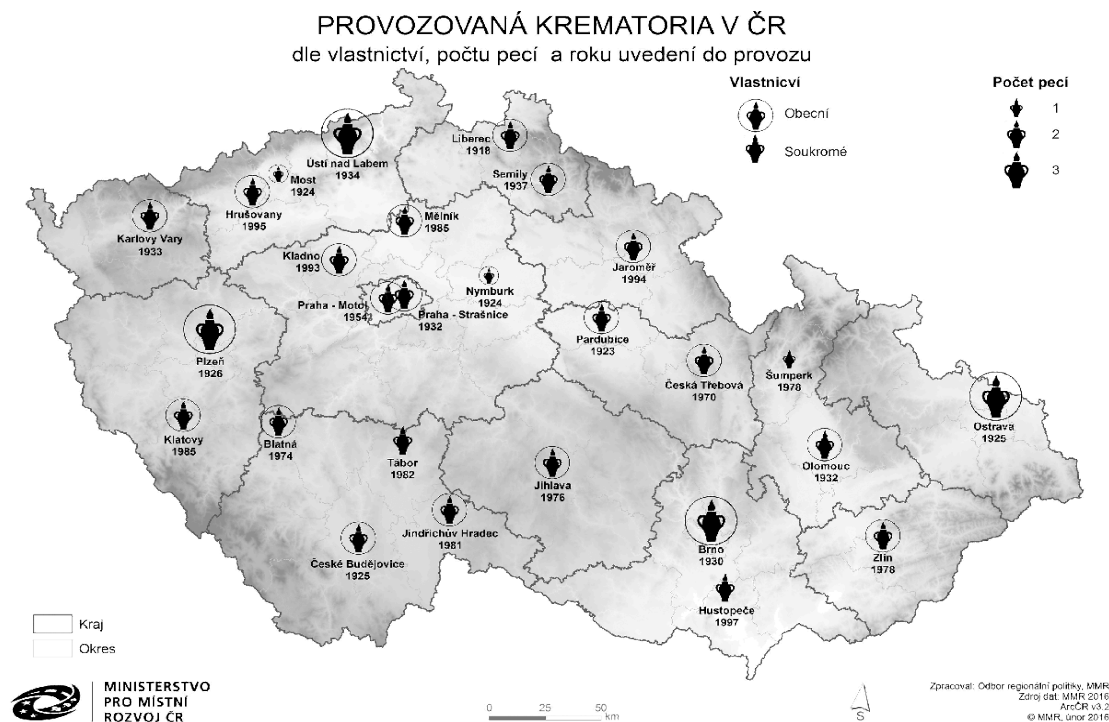 PROVOZOVANÁ KREMATORIA V ČR
dle vlastnictví, počtu pecí a roku uvedení do provozu
Vlastnicví
Obecní
Soukromé
Počet pecí
1
2
3
Liberec
1918
Ústí nad Labem
1934
Most
1924
Semily
1937
Hrušovany
1995
Mělník
1985
Karlovy Vary
1933
Kladno
1993
Jaroměř
1994
Nymburk
1924
Praha - Motol
1954
Praha - Strašnice
1932
Pardubice
1923
Plzeň
1926
Česká Třebová
1970
Šumperk
1978
Ostrava
1925
Klatovy
1985
Blatná
1974
Tábor
1982
Olomouc
1932
Jihlava
1976
Jindřichův Hradec
1981
Brno
1930
Zlín
1978
České Budějovice
1925
Hustopeče
1997
Kraj
Okres
MINISTERSTVO
PRO MÍSTNÍ
ROZVOJ ČR
0 25 50
km
S
Zpracoval: Odbor regionální politiky, MMR
Zdroj dat: MMR 2016
ArcČR v3.2
© MMR, únor 2016